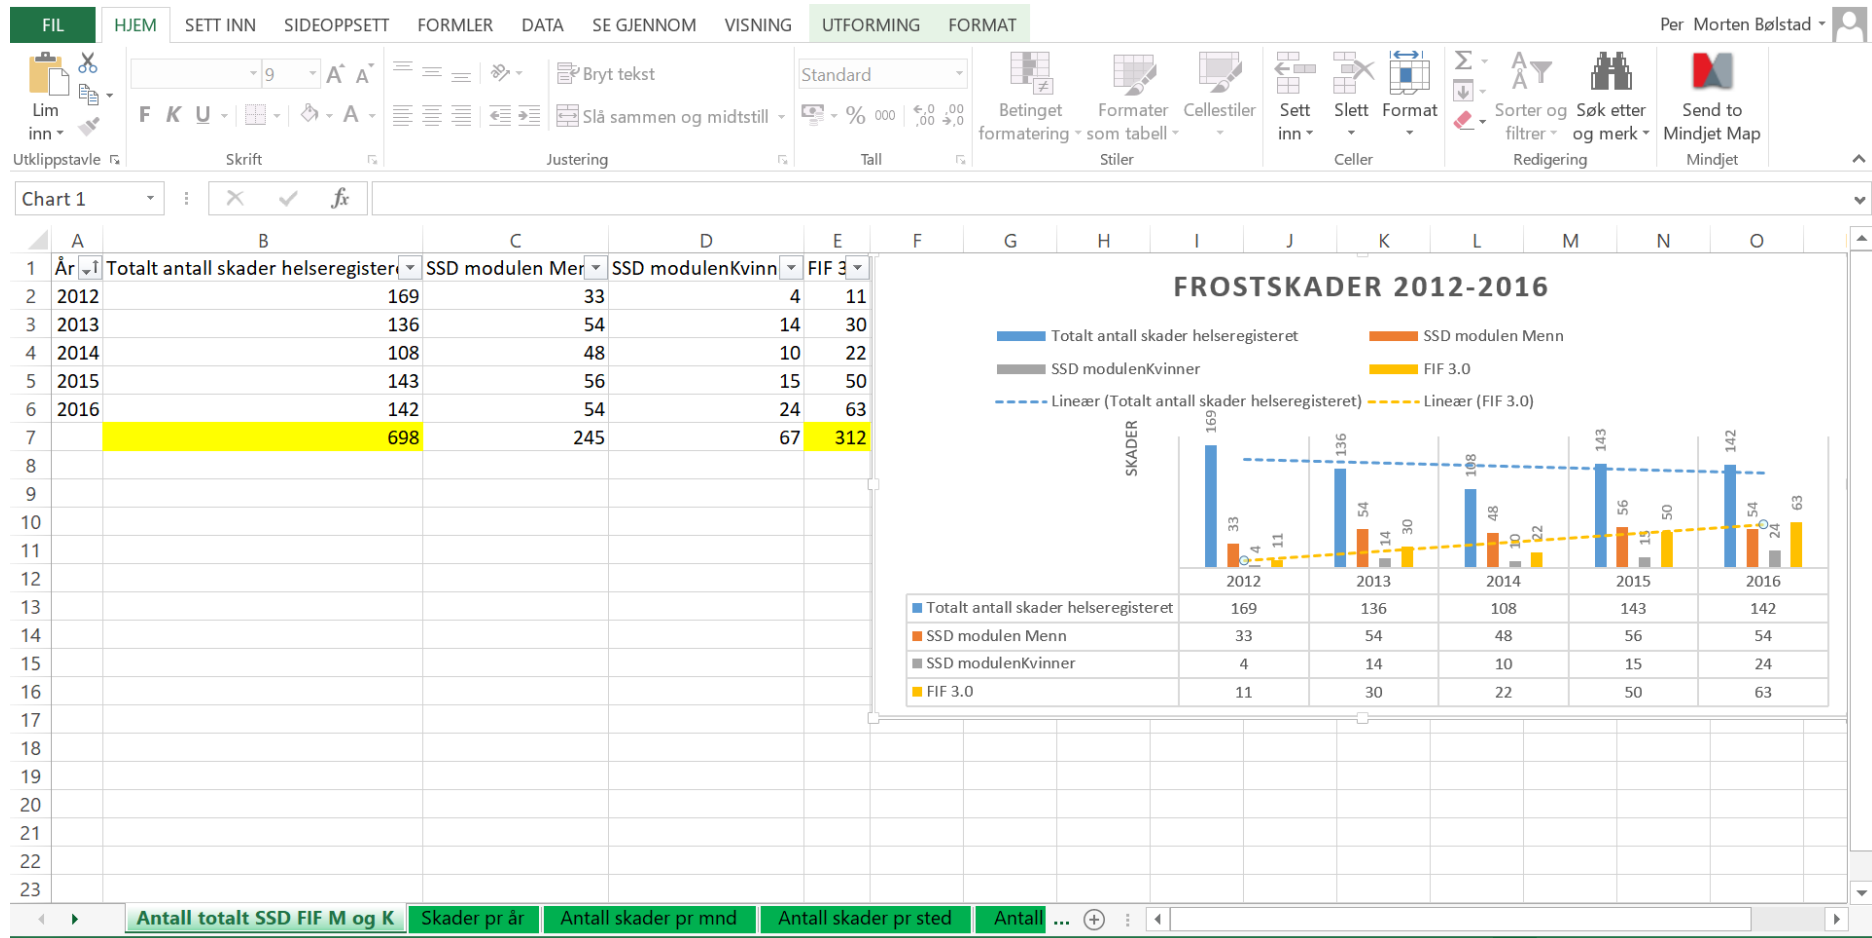 FIL HJEM SETT INN SIDEOPPSETT FORMLER DATA SE GJENNOM VISNING UTFORMING FORMAT Per Morten Bølstad
Lim inn
Utklippstavle
9
A A
F K U A
Skrift
Bryt tekst
Slå sammen og midtstill
Justering
Standard
% 000 ,0 ,00 ,00 ,0
Tall
Betinget formatering
Formater som tabell
Cellestiler
Stiler
Sett inn
Slett
Format
Celler
Σ
A Å
Sorter og filtrer
Søk etter og merk
Redigering
Send to Mindjet Map
Mindjet
Chart 1 fx
A B C D E F G H I J K L M N O
1 År Totalt antall skader helseregistere SSD modulen Mer SSD modulenKvinn FIF 3
2 2012 169 33 4 11
3 2013 136 54 14 30
4 2014 108 48 10 22
5 2015 143 56 15 50
6 2016 142 54 24 63
7 698 245 67 312
8
9
10
11
12
13
14
15
16
17
18
19
20
21
22
23
FROSTSKADER 2012-2016
Totalt antall skader helseregisteret SSD modulen Menn
SSD modulenKvinner FIF 3.0
Lineær (Totalt antall skader helseregisteret) Lineær (FIF 3.0)
SKADER
169 33 4 11 136 54 14 30 108 48 10 22 143 56 15 50 142 54 24 63
2012 2013 2014 2015 2016
Totalt antall skader helseregisteret 169 136 108 143 142
SSD modulen Menn 33 54 48 56 54
SSD modulenKvinner 4 14 10 15 24
FIF 3.0 11 30 22 50 63
Antall totalt SSD FIF M og K Skader pr år Antall skader pr mnd Antall skader pr sted Antall ...